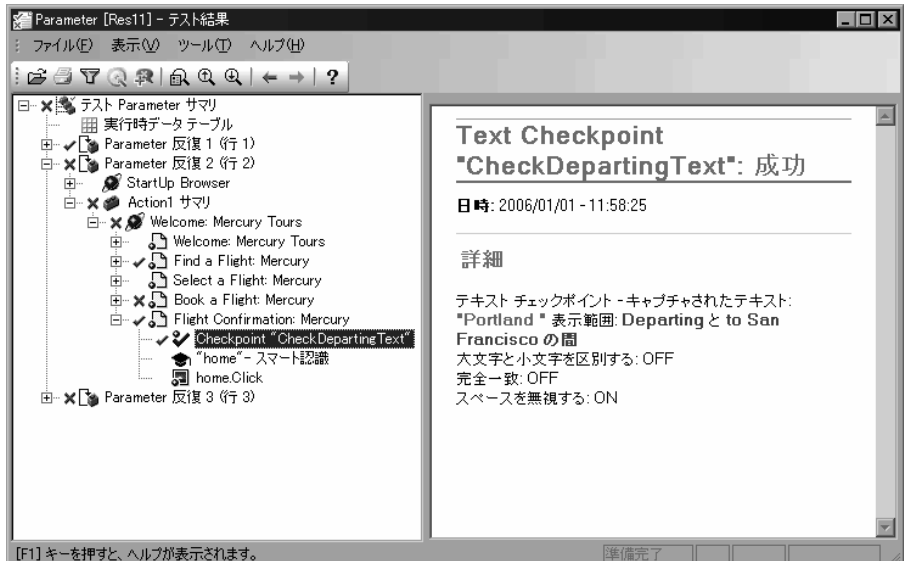 Parameter [Res11] - テスト結果
ファイル(F) 表示(V) ツール(T) ヘルプ(H)
テスト Parameter サマリ
実行時データ テーブル
Parameter 反復 1 (行 1)
Parameter 反復 2 (行 2)
StartUp Browser
Action1 サマリ
Welcome: Mercury Tours
Welcome: Mercury Tours
Find a Flight: Mercury
Select a Flight: Mercury
Book a Flight: Mercury
Flight Confirmation: Mercury
Checkpoint "CheckDepartingText"
"home" - スマート認識
home.Click
Parameter 反復 3 (行 3)
Text Checkpoint
"CheckDepartingText": 成功
日時: 2006/01/01 - 11:58:25
詳細
テキスト チェックポイント - キャプチャされたテキスト:
"Portland " 表示範囲: Departing と to San
Francisco の間
大文字と小文字を区別する: OFF
完全一致: OFF
スペースを無視する: ON
[F1] キーを押すと、ヘルプが表示されます。
準備完了